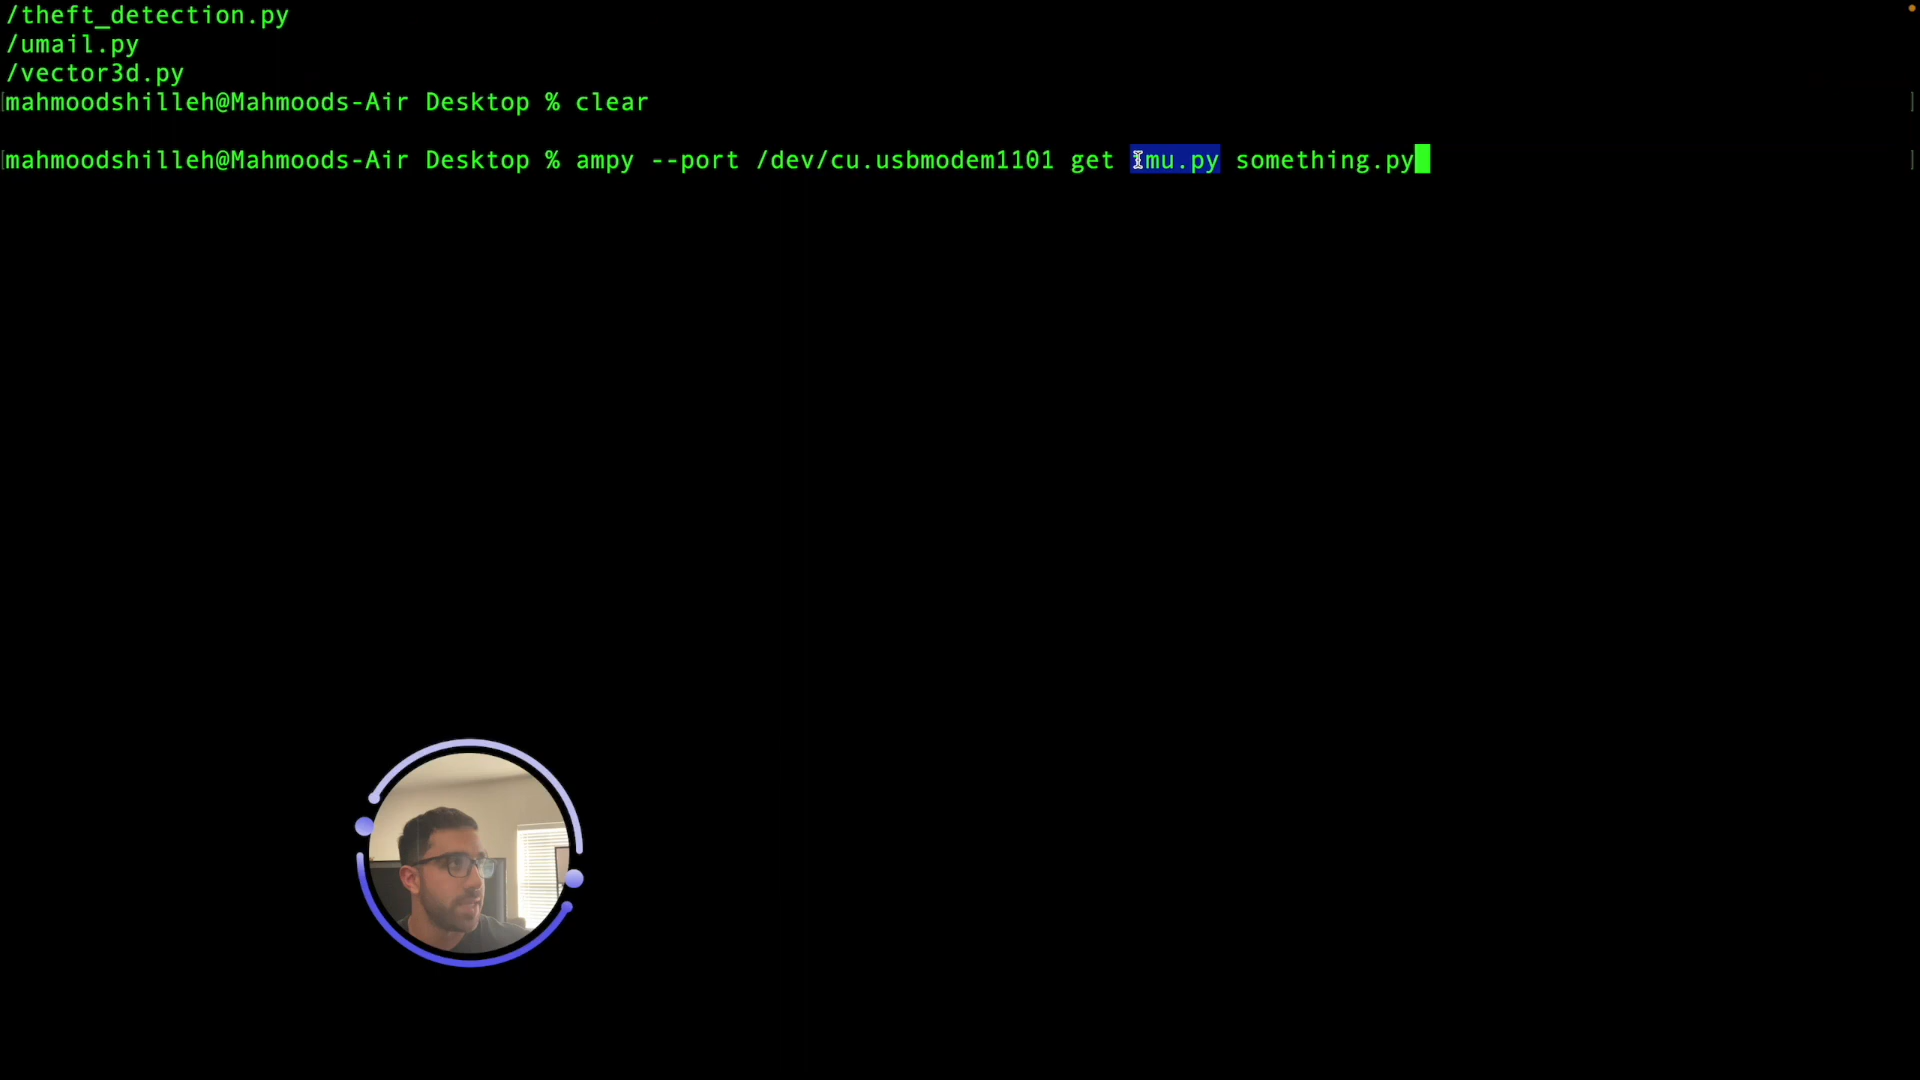 /theft_detection.py
/umail.py
/vector3d.py
mahmoodshilleh@Mahmoods-Air Desktop % clear
mahmoodshilleh@Mahmoods-Air Desktop % ampy --port /dev/cu.usbmodem1101 get imu.py something.py